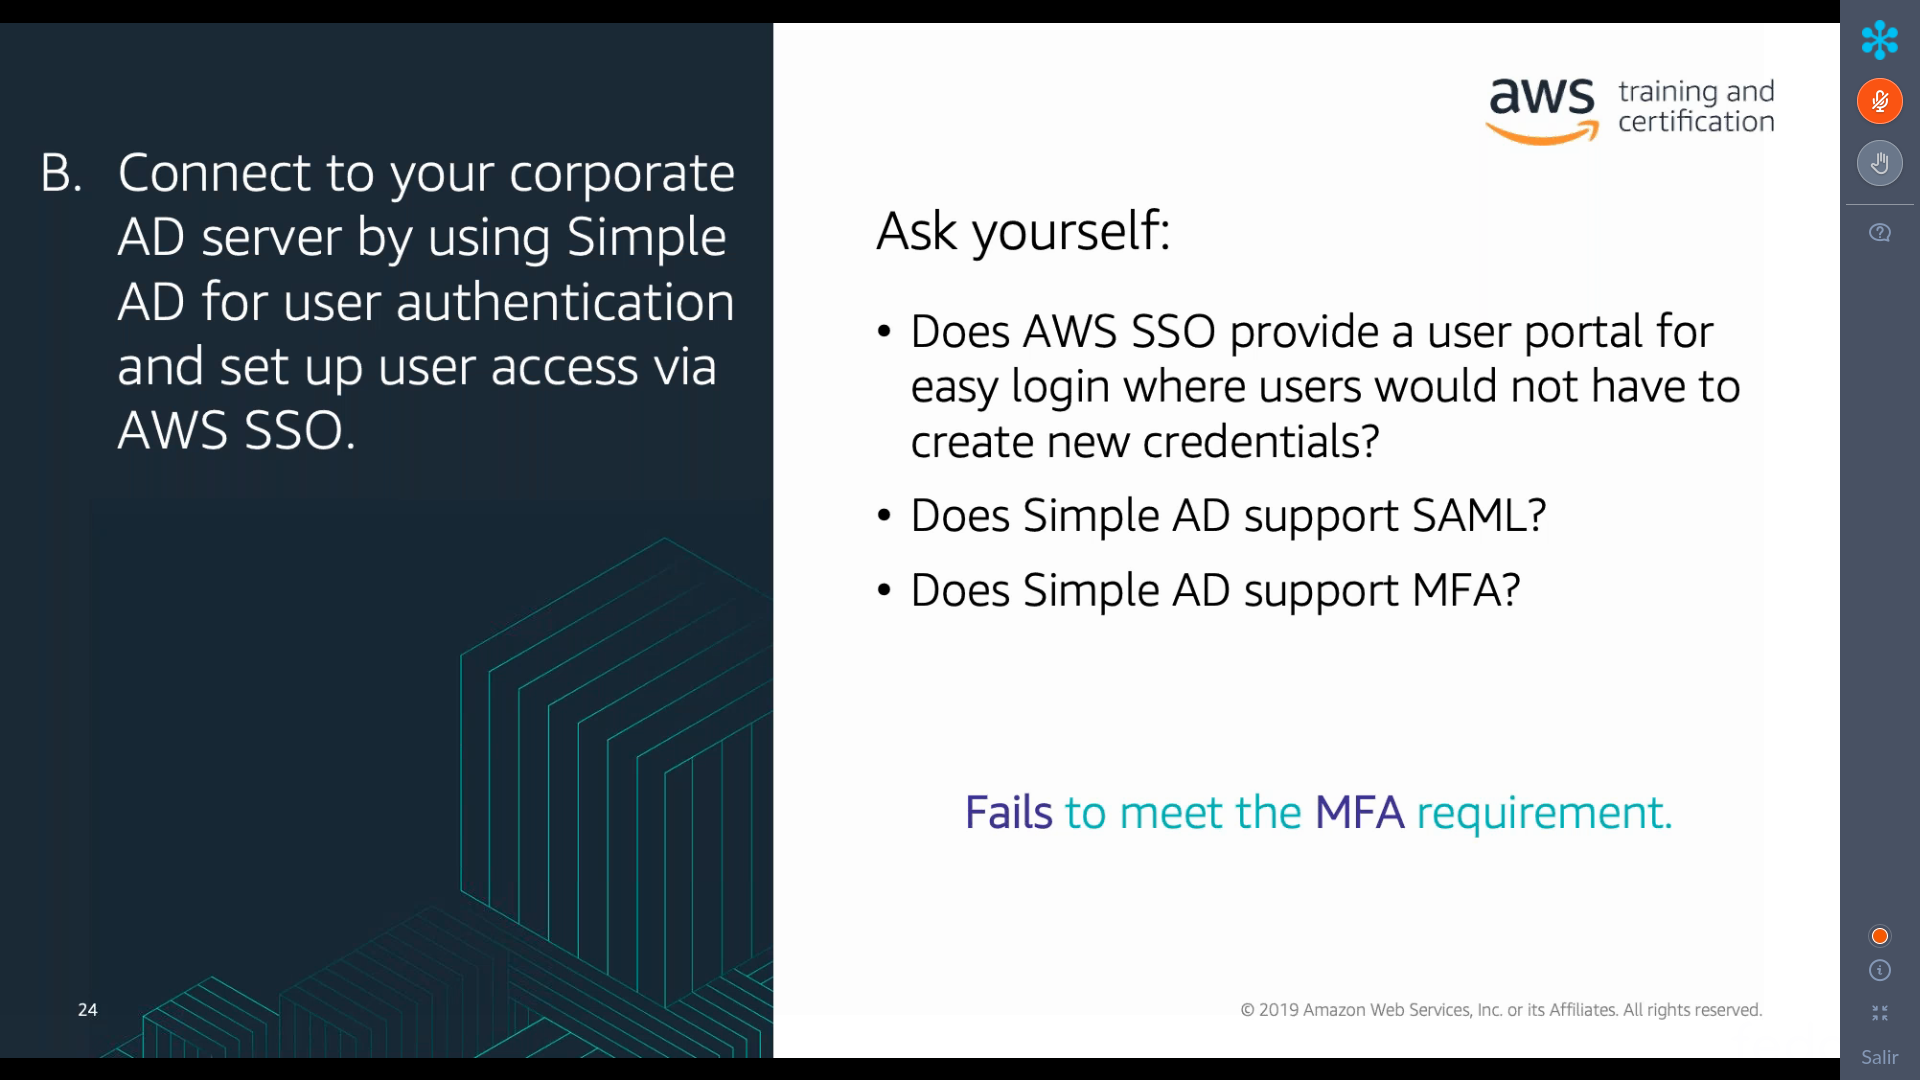 B. Connect to your corporate
AD server by using Simple
AD for user authentication
and set up user access via
AWS SSO.
24
aws training and
certification
Ask yourself:
• Does AWS SSO provide a user portal for
easy login where users would not have to
create new credentials?
• Does Simple AD support SAML?
• Does Simple AD support MFA?
Fails to meet the MFA requirement.
© 2019 Amazon Web Services, Inc. or its Affiliates. All rights reserved.
Salir